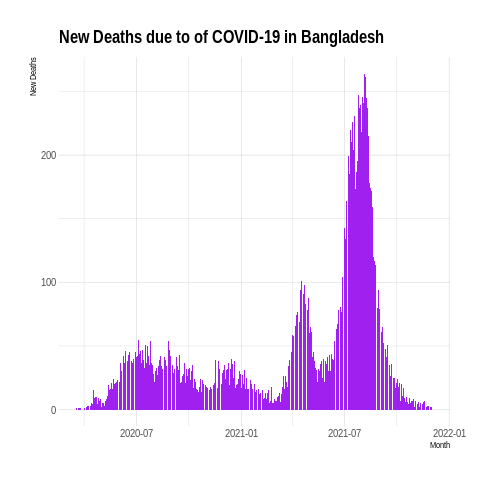 New Deaths due to of COVID-19 in Bangladesh
New Deaths
200
100
0
2020-07 2021-01 2021-07 2022-01
Month